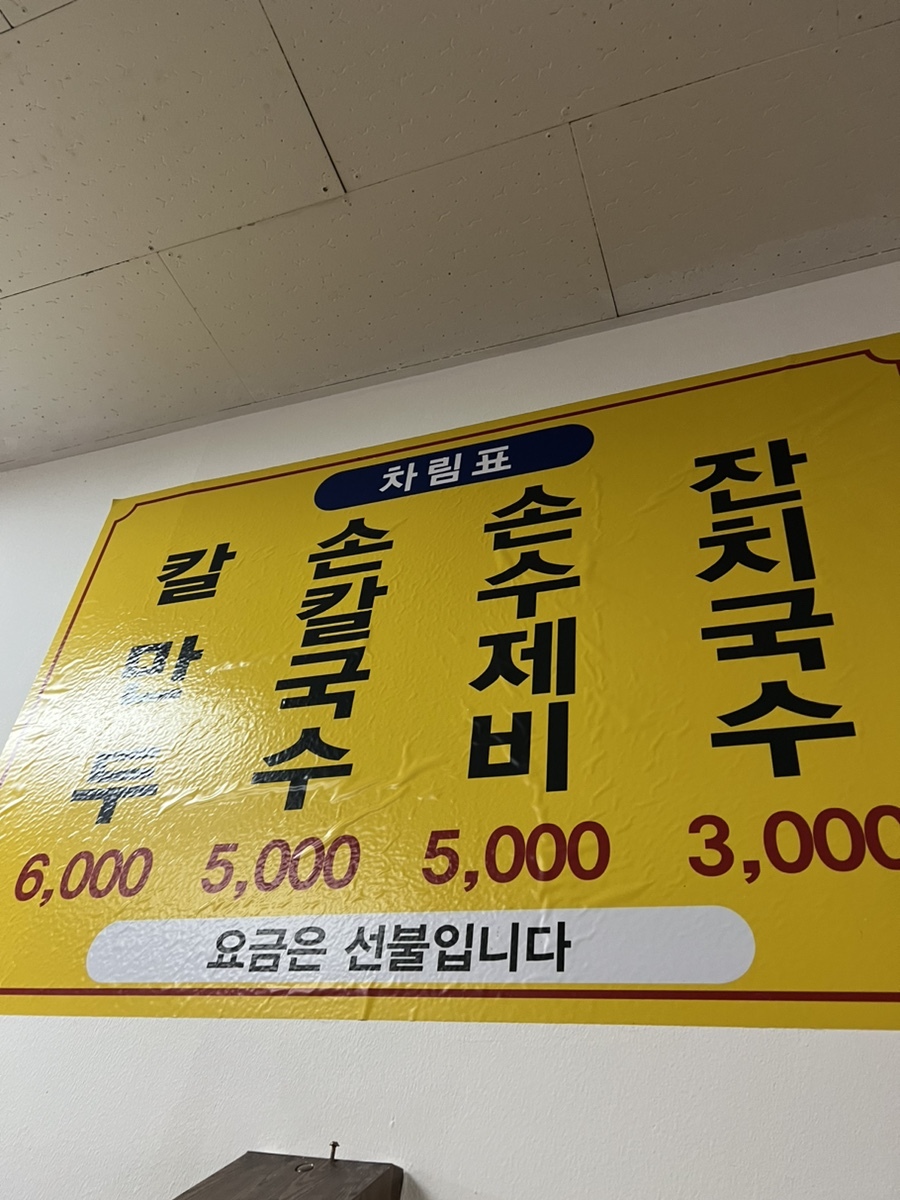 차림표
칼만투
손칼국수
손수제비
잔치국수
6,000
5,000
5,000
3,000
요금은 선불입니다